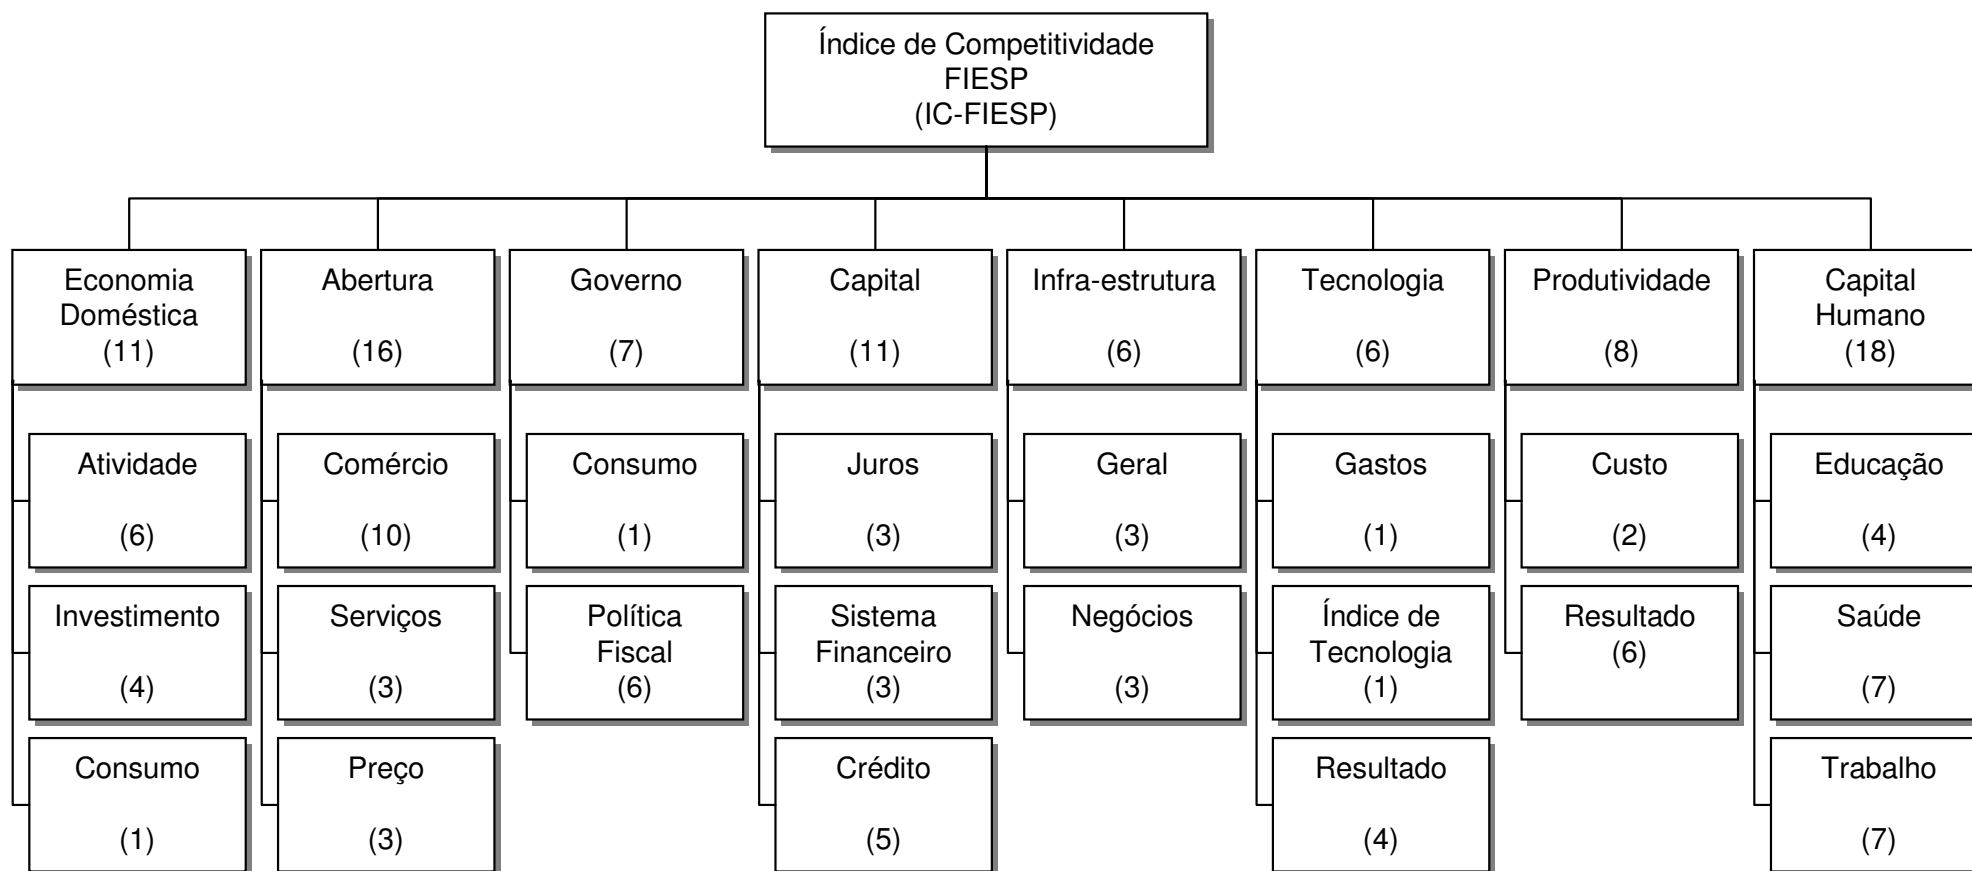 Índice de Competitividade
FIESP
(IC-FIESP)
Economia
Doméstica
(11)
Abertura
(16)
Governo
(7)
Capital
(11)
Infra-estrutura
(6)
Tecnologia
(6)
Produtividade
(8)
Capital
Humano
(18)
Atividade
(6)
Comércio
(10)
Consumo
(1)
Juros
(3)
Geral
(3)
Gastos
(1)
Custo
(2)
Educação
(4)
Investimento
(4)
Serviços
(3)
Política
Fiscal
(6)
Sistema
Financeiro
(3)
Negócios
(3)
Índice de
Tecnologia
(1)
Resultado
(6)
Saúde
(7)
Consumo
(1)
Preço
(3)
Crédito
(5)
Resultado
(4)
Trabalho
(7)